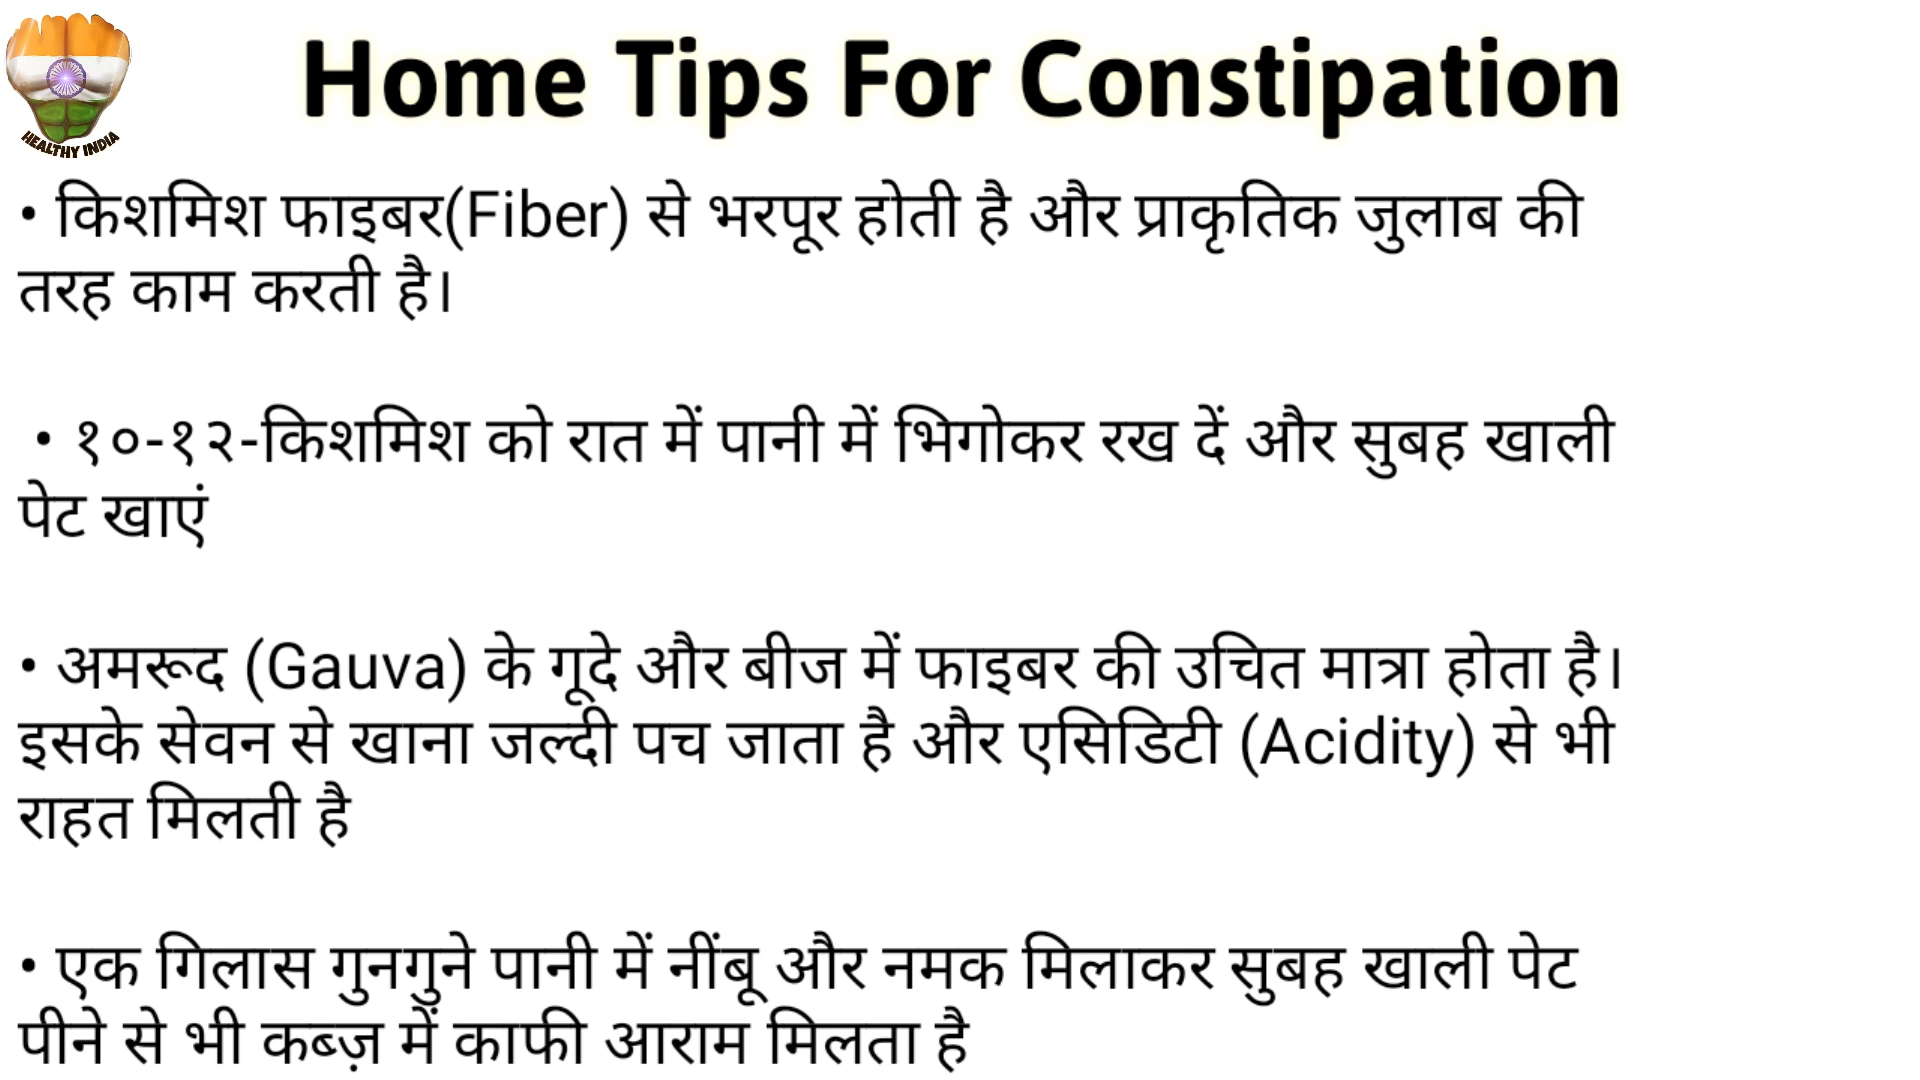 HEALTHY INDIA
Home Tips For Constipation
• किशमिश फाइबर(Fiber) से भरपूर होती है और प्राकृतिक जुलाब की
तरह काम करती है।
• १०-१२-किशमिश को रात में पानी में भिगोकर रख दें और सुबह खाली
पेट खाएं
• अमरूद (Gauva) के गूदे और बीज में फाइबर की उचित मात्रा होता है।
इसके सेवन से खाना जल्दी पच जाता है और एसिडिटी (Acidity) से भी
राहत मिलती है
• एक गिलास गुनगुने पानी में नींबू और नमक मिलाकर सुबह खाली पेट
पीने से भी कब्ज़ में काफी आराम मिलता है